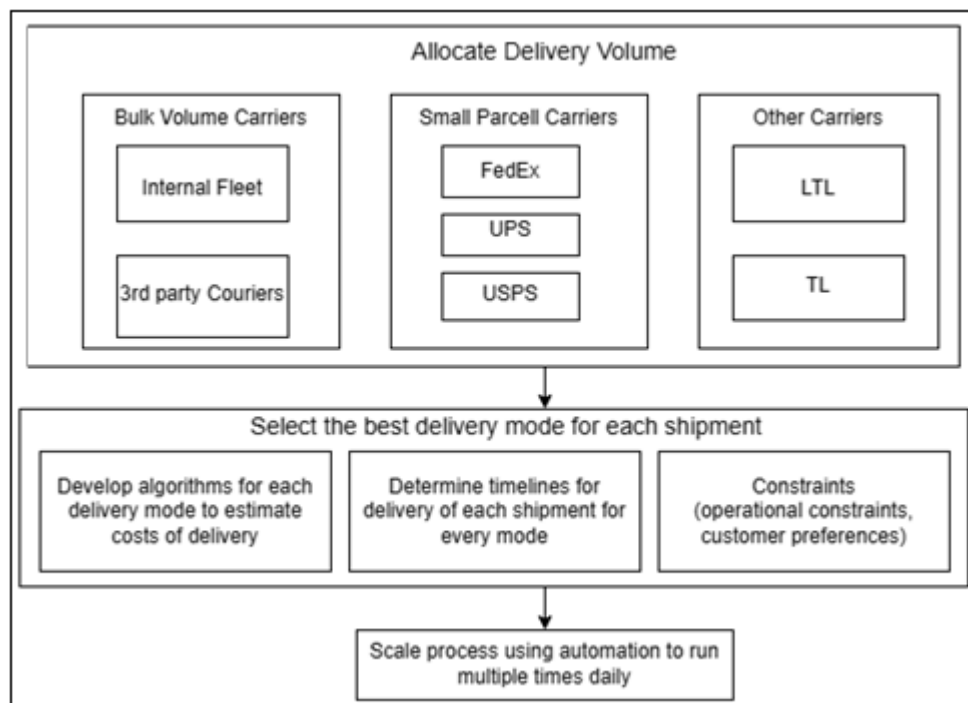 Allocate Delivery Volume
Bulk Volume Carriers
Internal Fleet
3rd party Couriers
Small Parcell Carriers
FedEx
UPS
USPS
Other Carriers
LTL
TL
Select the best delivery mode for each shipment
Develop algorithms for each
delivery mode to estimate
costs of delivery
Determine timelines for
delivery of each shipment for
every mode
Constraints
(operational constraints,
customer preferences)
Scale process using automation to run
multiple times daily